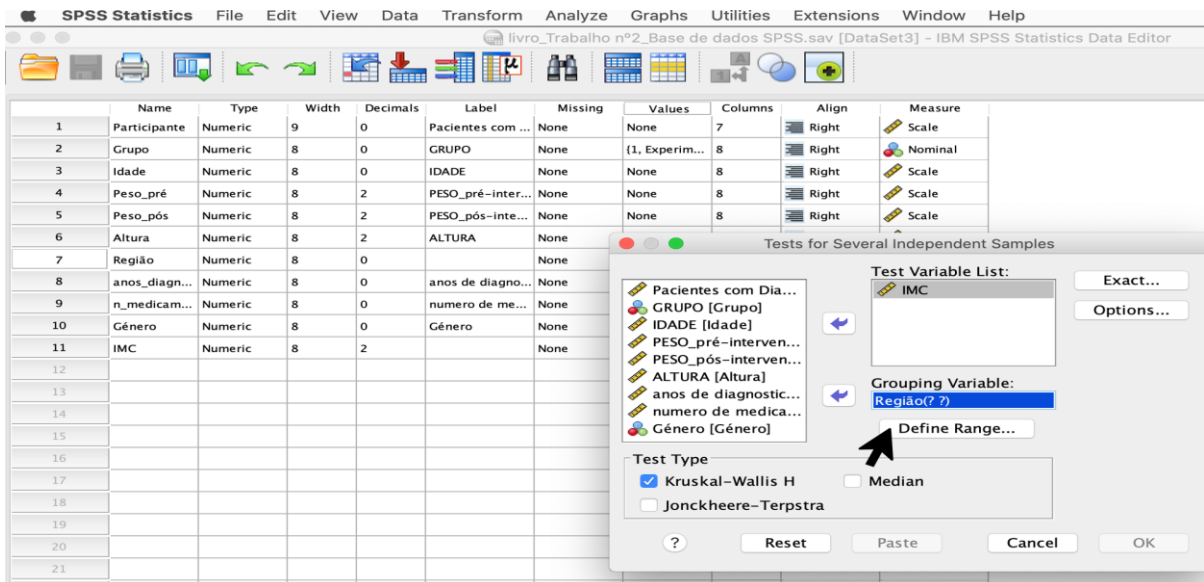 SPSS Statistics File Edit View Data Transform Analyze Graphs Utilities Extensions Window Help
livro_Trabalho nº2_Base de dados SPSS.sav [DataSet3] - IBM SPSS Statistics Data Editor
Name Type Width Decimals Label Missing Values Columns Align Measure
1 Participante Numeric 9 0 Pacientes com ... None None 7 Right Scale
2 Grupo Numeric 8 0 GRUPO None {1, Experim... 8 Right Nominal
3 Idade Numeric 8 0 IDADE None None 8 Right Scale
4 Peso_pré Numeric 8 2 PESO_pré-inter... None None 8 Right Scale
5 Peso_pós Numeric 8 2 PESO_pós-inte... None None 8 Right Scale
6 Altura Numeric 8 2 ALTURA None
7 Região Numeric 8 0 None
8 anos_diagn... Numeric 8 0 anos de diagno... None
9 n_medicam... Numeric 8 0 numero de me... None
10 Género Numeric 8 0 Género None
11 IMC Numeric 8 2 None
12
13
14
15
16
17
18
19
20
21
Tests for Several Independent Samples
Pacientes com Dia...
GRUPO [Grupo]
IDADE [Idade]
PESO_pré-interven...
PESO_pós-interven...
ALTURA [Altura]
anos de diagnostic...
numero de medica...
Género [Género]
Test Variable List:
IMC
Exact...
Options...
Grouping Variable:
Região(? ?)
Define Range...
Test Type
Kruskal-Wallis H Median
Jonckheere-Terpstra
? Reset Paste Cancel OK